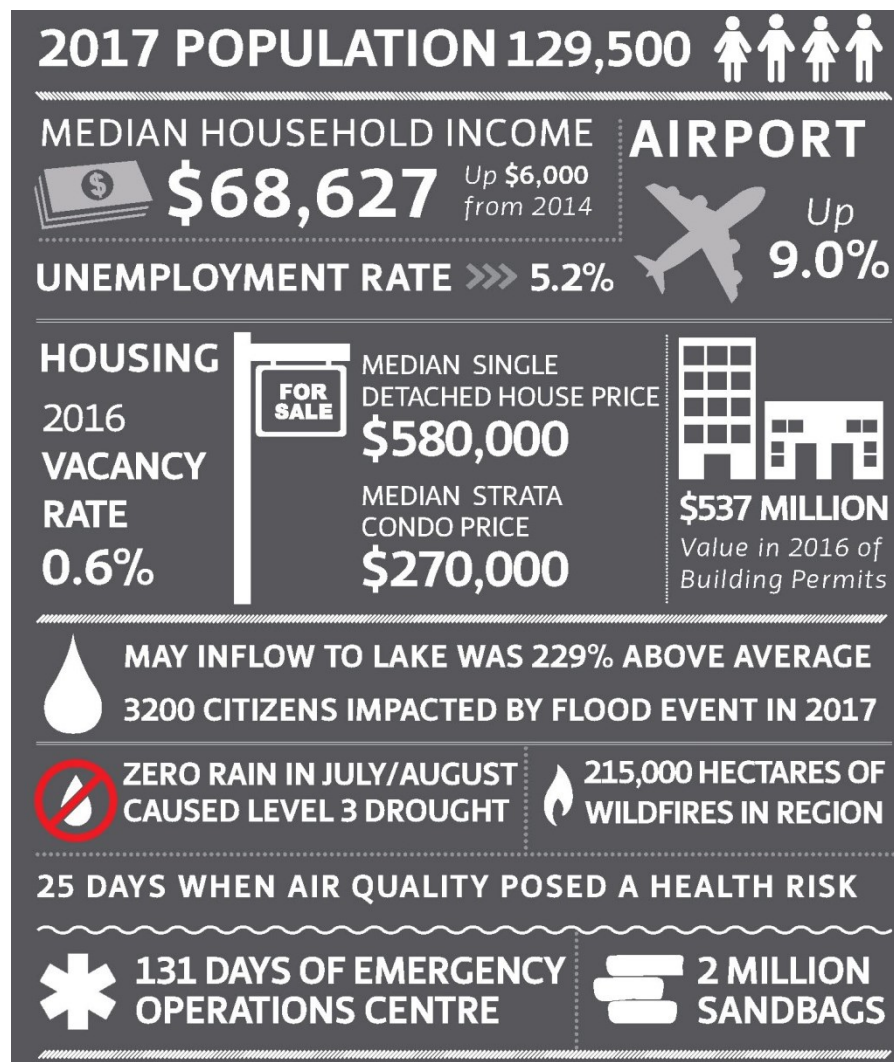 2017 POPULATION 129,500
MEDIAN HOUSEHOLD INCOME
$
$68,627
Up $6,000
from 2014
AIRPORT
Up
9.0%
UNEMPLOYMENT RATE >>> 5.2%
HOUSING
2016
VACANCY
RATE
0.6%
FOR
SALE
MEDIAN SINGLE
DETACHED HOUSE PRICE
$580,000
MEDIAN STRATA
CONDO PRICE
$270,000
$537 MILLION
Value in 2016 of
Building Permits
MAY INFLOW TO LAKE WAS 229% ABOVE AVERAGE
3200 CITIZENS IMPACTED BY FLOOD EVENT IN 2017
ZERO RAIN IN JULY/AUGUST
CAUSED LEVEL 3 DROUGHT
215,000 HECTARES OF
WILDFIRES IN REGION
25 DAYS WHEN AIR QUALITY POSED A HEALTH RISK
131 DAYS OF EMERGENCY
OPERATIONS CENTRE
2 MILLION
SANDBAGS